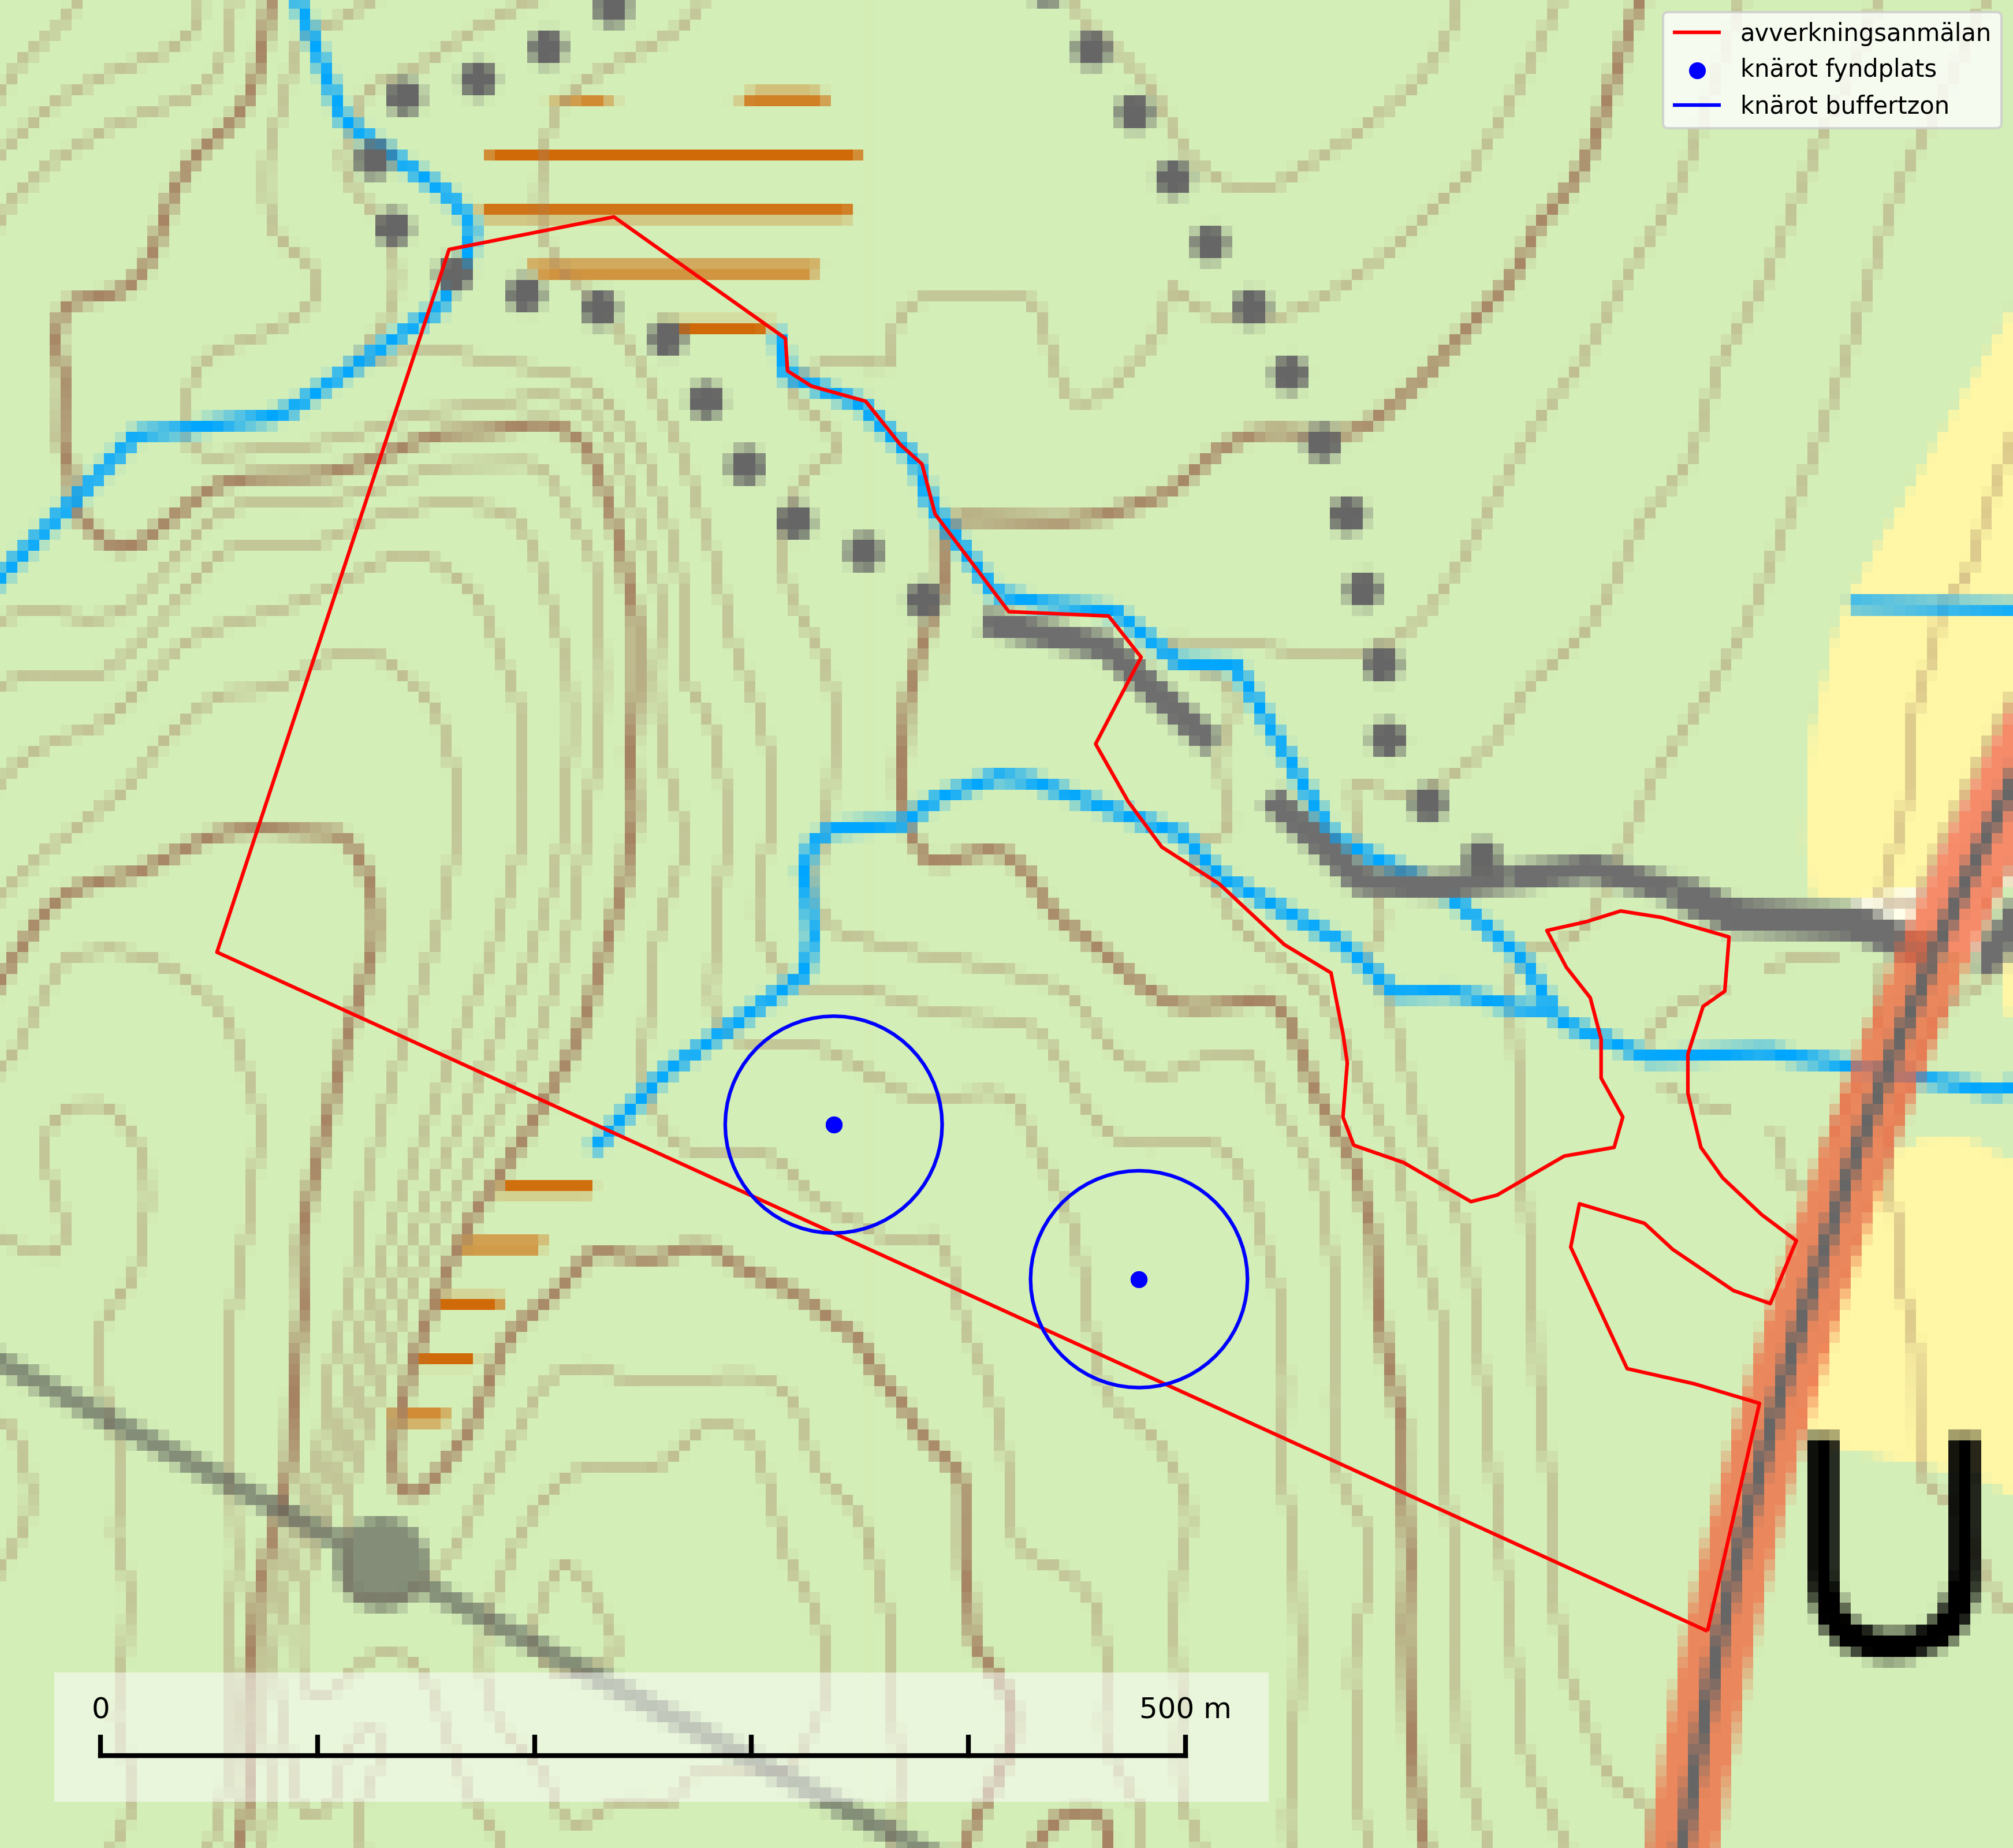 avverkningsanmälan
knärot fyndplats
knärot buffertzon
U
0 500 m